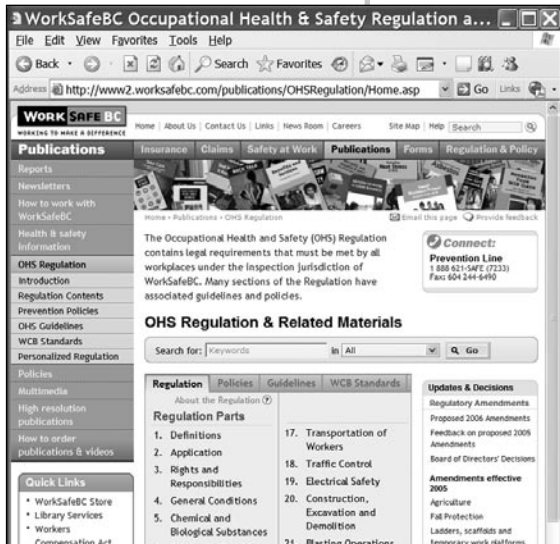 WorkSafeBC Occupational Health & Safety Regulation a...
File Edit View Favorites Tools Help
Back Search Favorites
Address http://www2.worksafebc.com/publications/OHSRegulation/Home.asp Go Links
WORK SAFE BC
WORKING TO MAKE A DIFFERENCE
Home | About Us | Contact Us | Links | News Room | Careers Site Map | Help Search
Publications
Insurance Claims Safety at Work Publications Forms Regulation & Policy
Reports
Newsletters
How to work with
WorkSafeBC
Health & safety
information
OHS Regulation
Introduction
Regulation Contents
Prevention Policies
OHS Guidelines
WCB Standards
Personalized Regulation
Policies
Multimedia
High resolution
publications
How to order
publications & videos
Quick Links
• WorkSafeBC Store
• Library Services
• Workers
Compensation Act
Home > Publications > OHS Regulation
Email this page Provide feedback
The Occupational Health and Safety (OHS) Regulation
contains legal requirements that must be met by all
workplaces under the inspection jurisdiction of
WorkSafeBC. Many sections of the Regulation have
associated guidelines and policies.
Connect:
Prevention Line
1 888 621-SAFE (7233)
Fax: 604 244-6490
OHS Regulation & Related Materials
Search for: Keywords in All Go
Regulation Policies Guidelines WCB Standards
About the Regulation ?
Regulation Parts
1. Definitions
2. Application
3. Rights and
Responsibilities
4. General Conditions
5. Chemical and
Biological Substances
17. Transportation of
Workers
18. Traffic Control
19. Electrical Safety
20. Construction,
Excavation and
Demolition
21. Blasting Operations
Updates & Decisions
Regulatory Amendments
Proposed 2006 Amendments
Feedback on proposed 2005
Amendments
Board of Directors' Decisions
Amendments effective
2005
Agriculture
Fall Protection
Ladders, scaffolds and
temporary work platforms